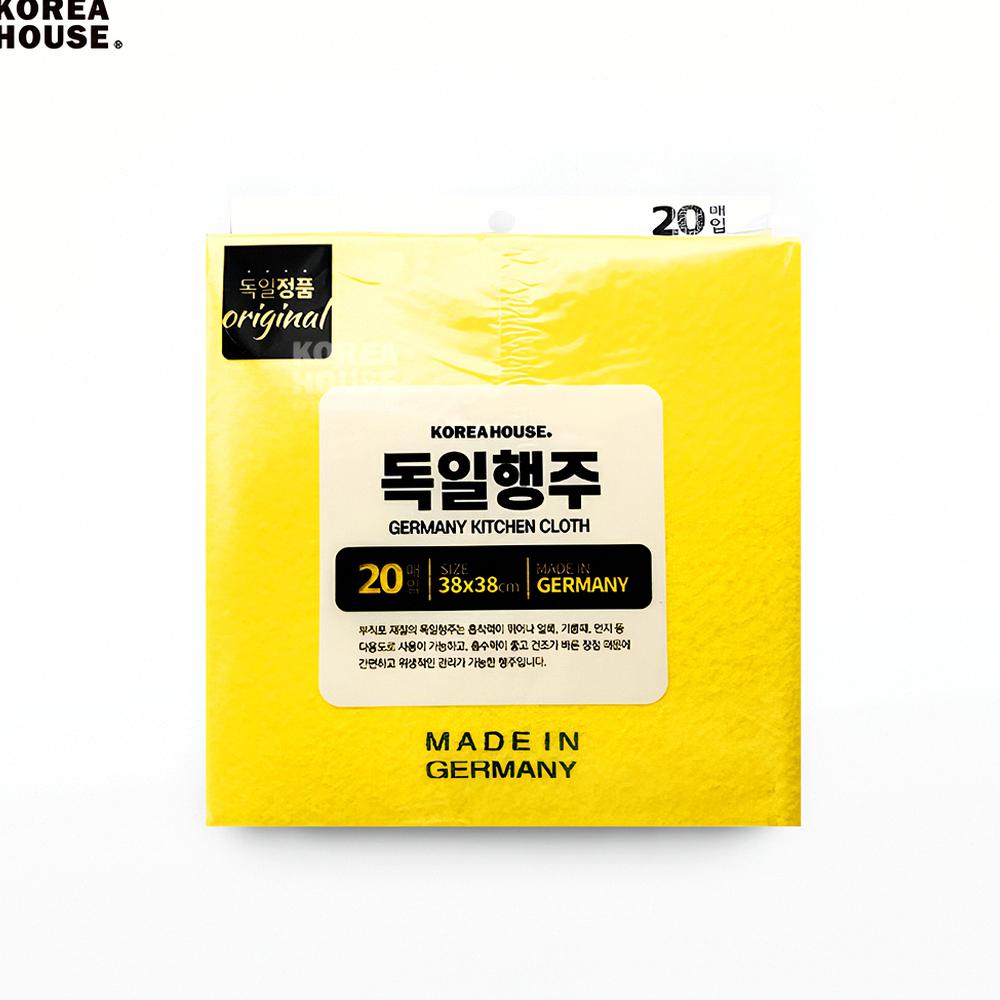 KOREA
HOUSE®
20매입
독일정품
original
KOREA
HOUSE
KOREAHOUSE.
독일행주
GERMANY KITCHEN CLOTH
20매입 SIZE 38x38cm MADE IN GERMANY
부직포 재질의 독일행주는 흡착력이 뛰어나 얼룩, 기름때, 먼지 등
다용도로 사용이 가능하고, 흡수력이 좋고 건조가 빠른 장점 때문에
간편하고 위생적인 관리가 가능한 행주입니다.
MADE IN
GERMANY